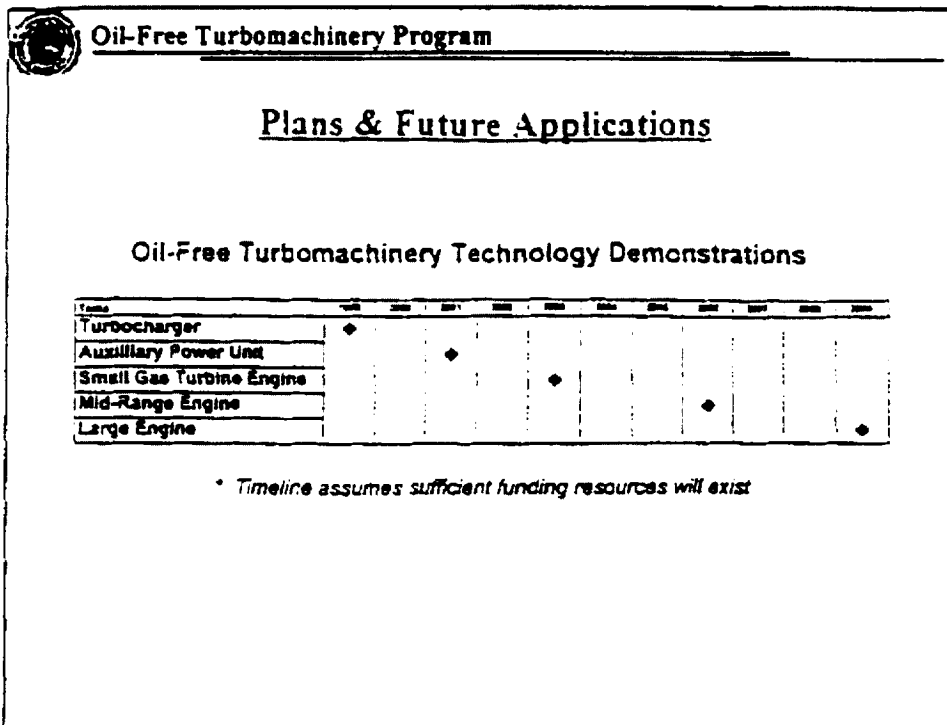 Oil-Free Turbomachinery Program
Plans & Future Applications
Oil-Free Turbomachinery Technology Demonstrations
Turbocharger
Auxilliary Power Unit
Small Gas Turbine Engine
Mid-Range Engine
Large Engine
* Timeline assumes sufficient funding resources will exist